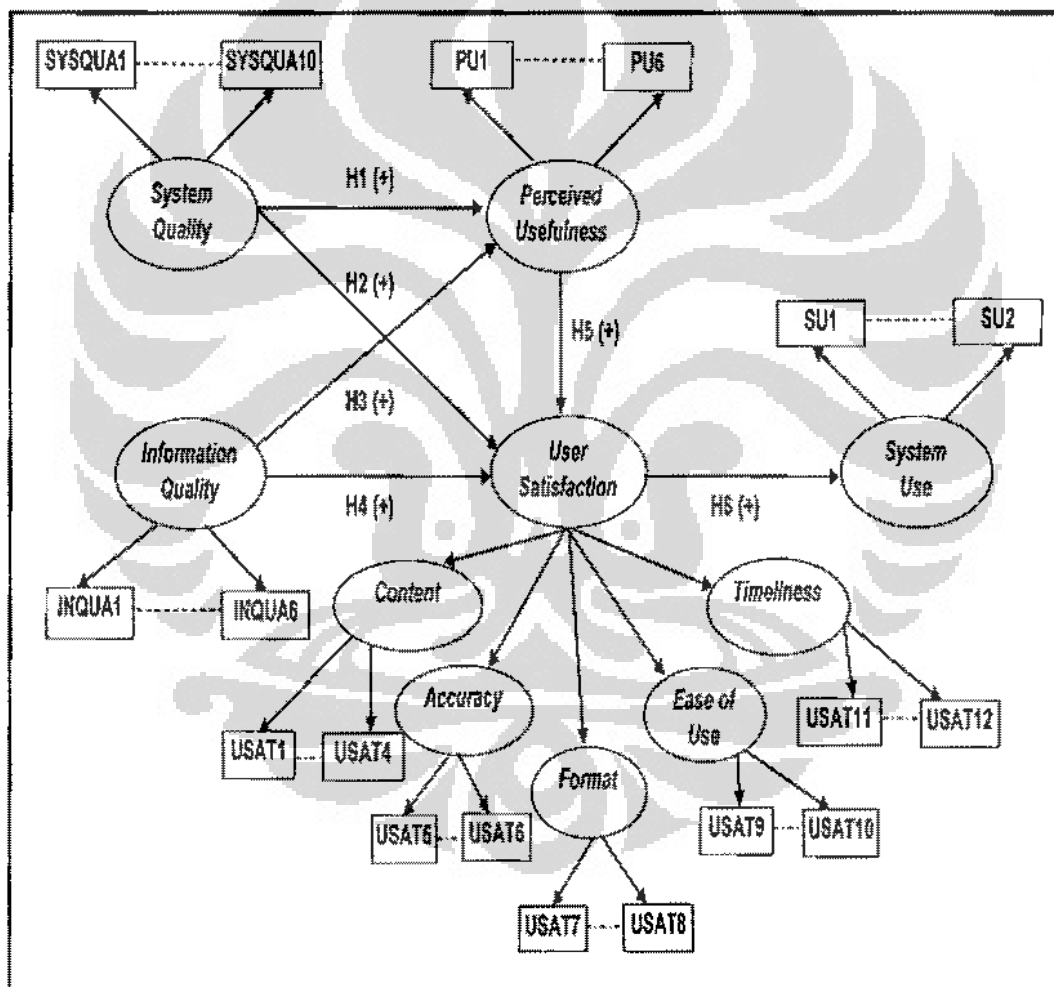 SYSQUA1
SYSQUA10
PU1
PU6
System
Quality
H1 (+)
Perceived
Usefulness
H2 (+)
H5 (+)
SU1
SU2
H3 (+)
Information
Quality
H4 (+)
User
Satisfaction
H6 (+)
System
Use
INQUA1
INQUA6
Content
Timeliness
Accuracy
Ease of
Use
USAT11
USAT12
USAT1
USAT4
Format
USAT5
USAT6
USAT9
USAT10
USAT7
USAT8